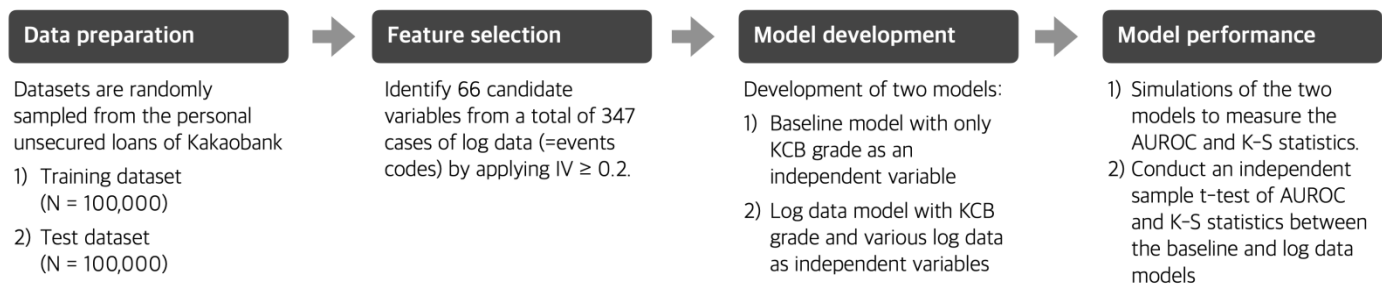 Data preparation
Datasets are randomly
sampled from the personal
unsecured loans of Kakaobank
1) Training dataset
(N = 100,000)
2) Test dataset
(N = 100,000)
Feature selection
Identify 66 candidate
variables from a total of 347
cases of log data (=events
codes) by applying IV ≥ 0.2.
Model development
Development of two models:
1) Baseline model with only
KCB grade as an
independent variable
2) Log data model with KCB
grade and various log data
as independent variables
Model performance
1) Simulations of the two
models to measure the
AUROC and K-S statistics.
2) Conduct an independent
sample t-test of AUROC
and K-S statistics between
the baseline and log data
models